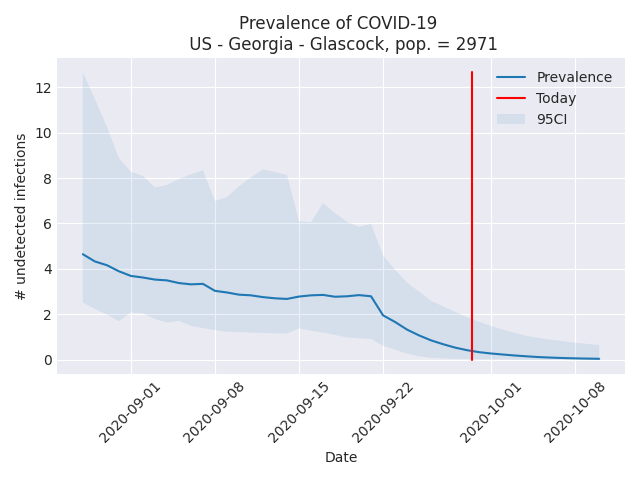 Prevalence of COVID-19
US - Georgia - Glascock, pop. = 2971
12
10
8
6
4
2
0
# undetected infections
Prevalence
Today
95CI
2020-09-01
2020-09-08
2020-09-15
2020-09-22
2020-10-01
2020-10-08
Date